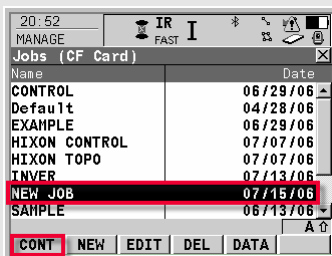 20:52
MANAGE
IR
FAST
I
Jobs (CF Card)
Name Date
CONTROL 06/29/06
Default 04/28/06
EXAMPLE 06/29/06
HIXON CONTROL 07/07/06
HIXON TOPO 07/07/06
INVER 07/13/06
NEW JOB 07/15/06
SAMPLE 06/13/06
A
CONT NEW EDIT DEL DATA